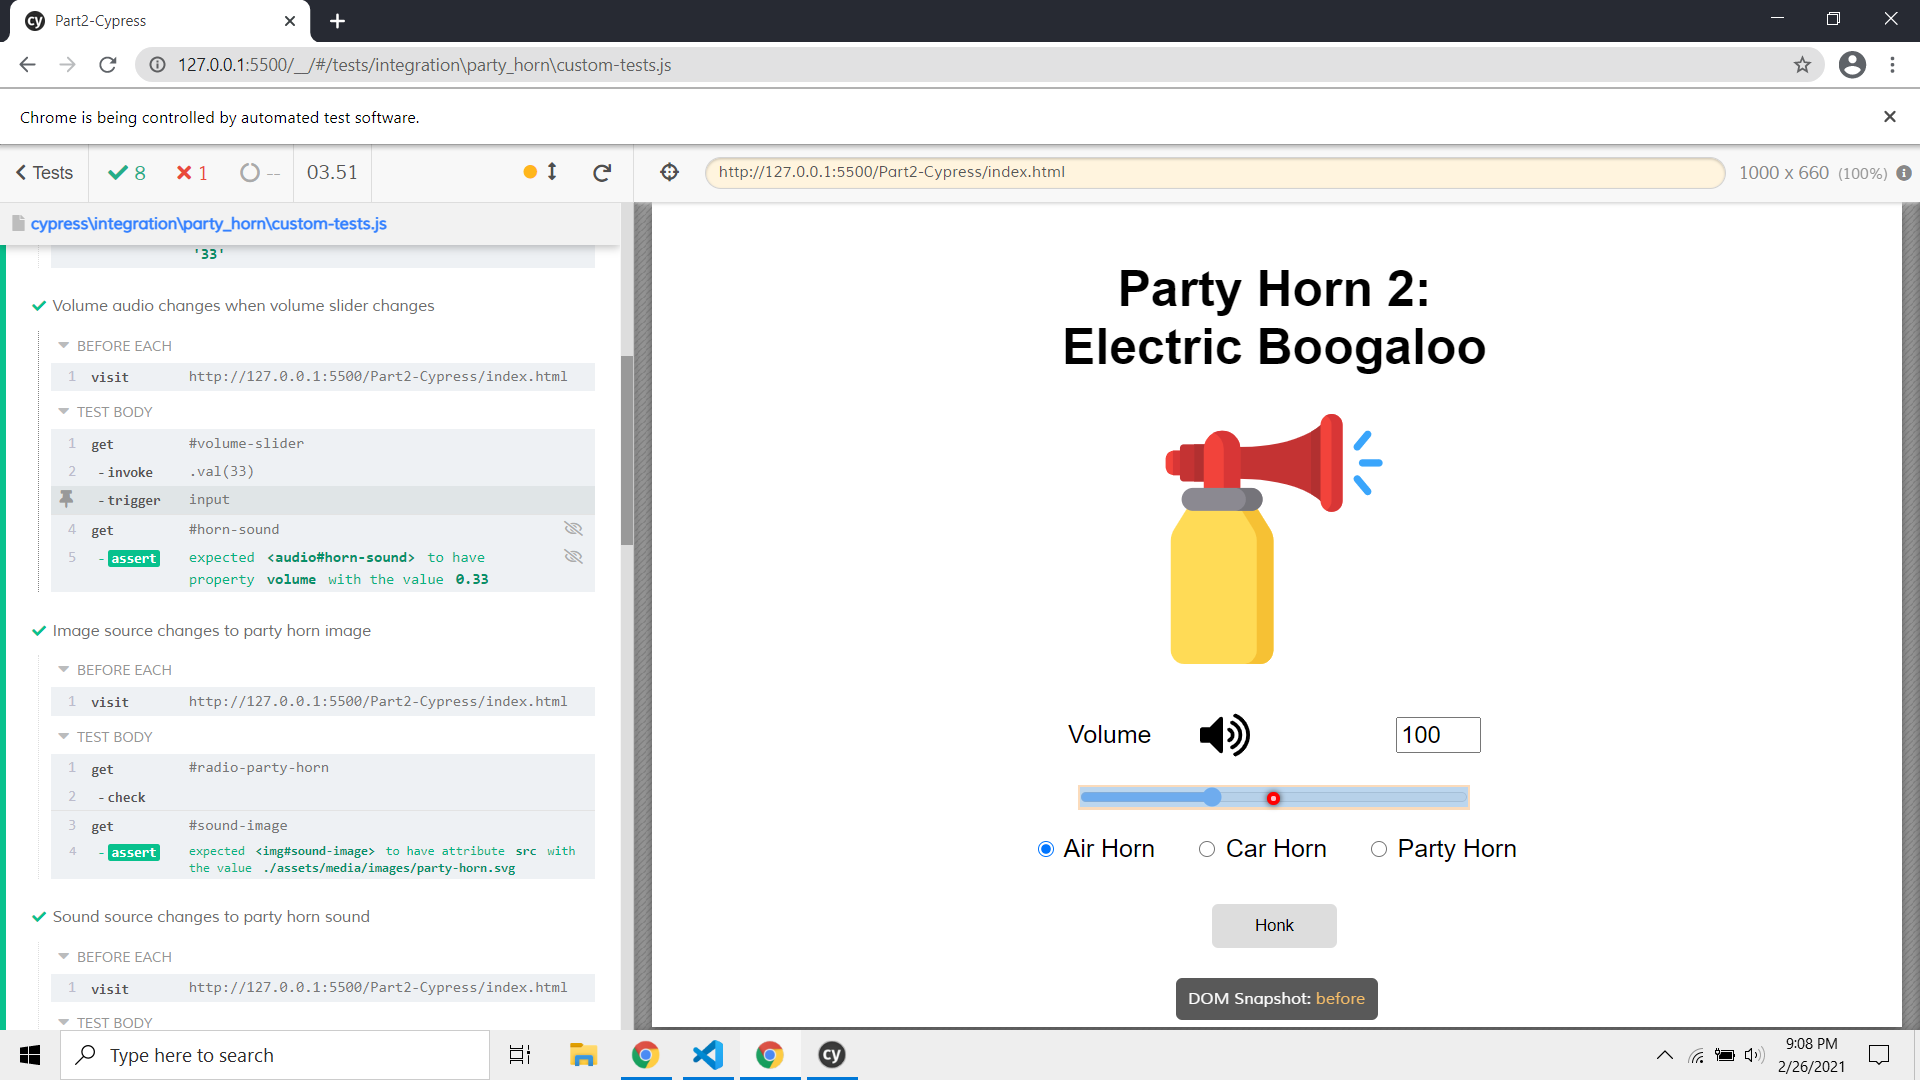 cy Part2-Cypress
127.0.0.1:5500/__/#/tests/integration\party_horn\custom-tests.js
Chrome is being controlled by automated test software.
Tests 8 1 -- 03.51
http://127.0.0.1:5500/Part2-Cypress/index.html
1000 x 660 (100%)
cypress\integration\party_horn\custom-tests.js
'33'
Volume audio changes when volume slider changes
BEFORE EACH
1 visit http://127.0.0.1:5500/Part2-Cypress/index.html
TEST BODY
1 get #volume-slider
2 - invoke .val(33)
- trigger input
4 get #horn-sound
5 - assert expected <audio#horn-sound> to have
property volume with the value 0.33
Image source changes to party horn image
BEFORE EACH
1 visit http://127.0.0.1:5500/Part2-Cypress/index.html
TEST BODY
1 get #radio-party-horn
2 - check
3 get #sound-image
4 - assert expected <img#sound-image> to have attribute src with
the value ./assets/media/images/party-horn.svg
Sound source changes to party horn sound
BEFORE EACH
1 visit http://127.0.0.1:5500/Part2-Cypress/index.html
TEST BODY
Party Horn 2:
Electric Boogaloo
Volume 100
Air Horn Car Horn Party Horn
Honk
DOM Snapshot: before
Type here to search
cy
9:08 PM
2/26/2021